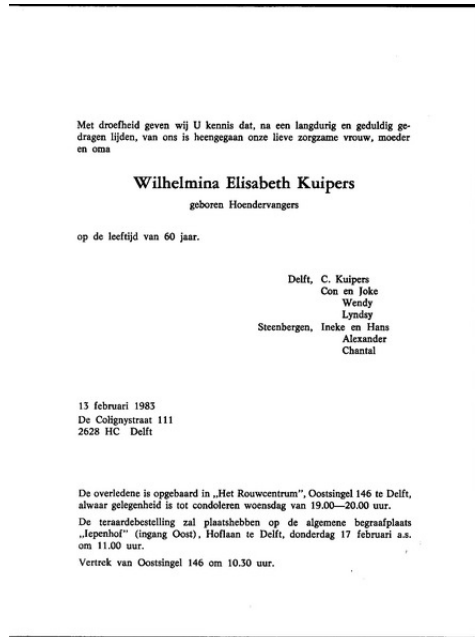 Met droefheid geven wij U kennis dat, na een langdurig en geduldig ge-
dragen lijden, van ons is heengegaan onze lieve zorgzame vrouw, moeder
en oma
Wilhelmina Elisabeth Kuipers
geboren Hoendervangers
op de leeftijd van 60 jaar.
Delft, C. Kuipers
Con en Joke
Wendy
Lyndsy
Steenbergen, Ineke en Hans
Alexander
Chantal
13 februari 1983
De Colignystraat 111
2628 HC Delft
De overledene is opgebaard in „Het Rouwcentrum”, Oostsingel 146 te Delft,
alwaar gelegenheid is tot condoleren woensdag van 19.00—20.00 uur.
De teraardebestelling zal plaatshebben op de algemene begraafplaats
„Iepenhof” (ingang Oost), Hoflaan te Delft, donderdag 17 februari a.s.
om 11.00 uur.
Vertrek van Oostsingel 146 om 10.30 uur.